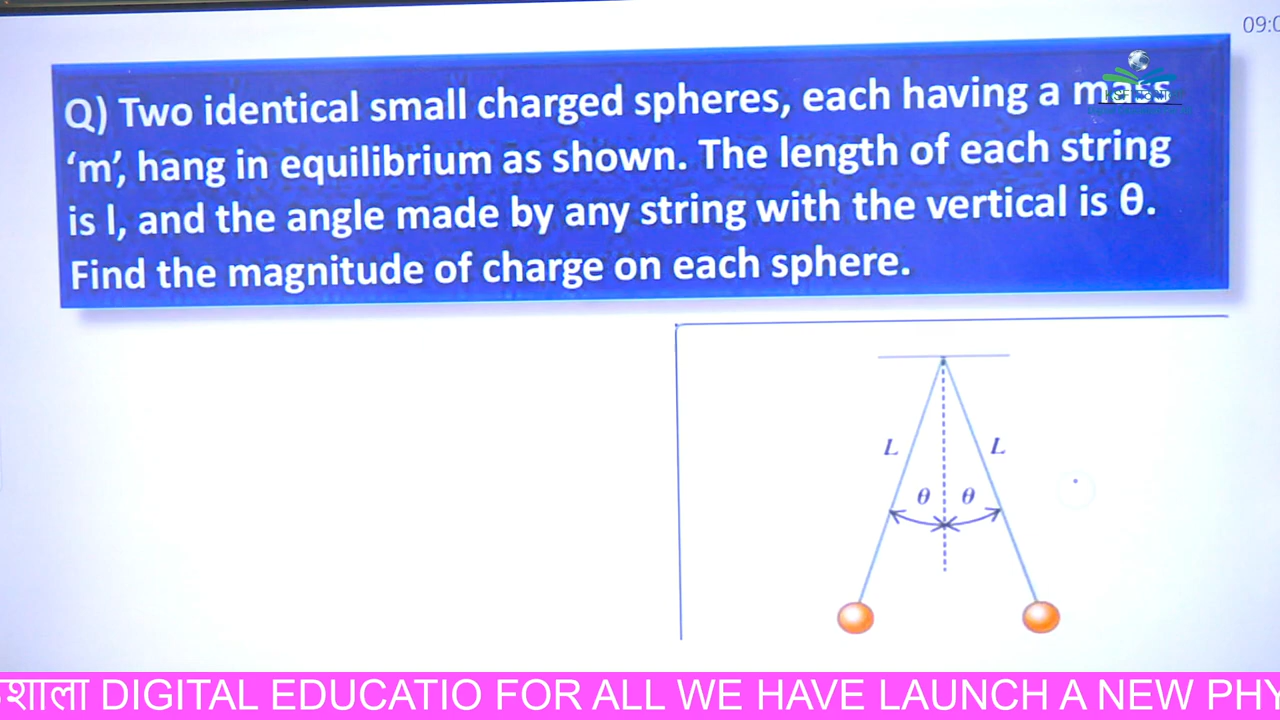 09:0
Q) Two identical small charged spheres, each having a mass
‘m’, hang in equilibrium as shown. The length of each string
is l, and the angle made by any string with the vertical is θ.
Find the magnitude of charge on each sphere.
L L
θ θ
शाला DIGITAL EDUCATIO FOR ALL WE HAVE LAUNCH A NEW PHY